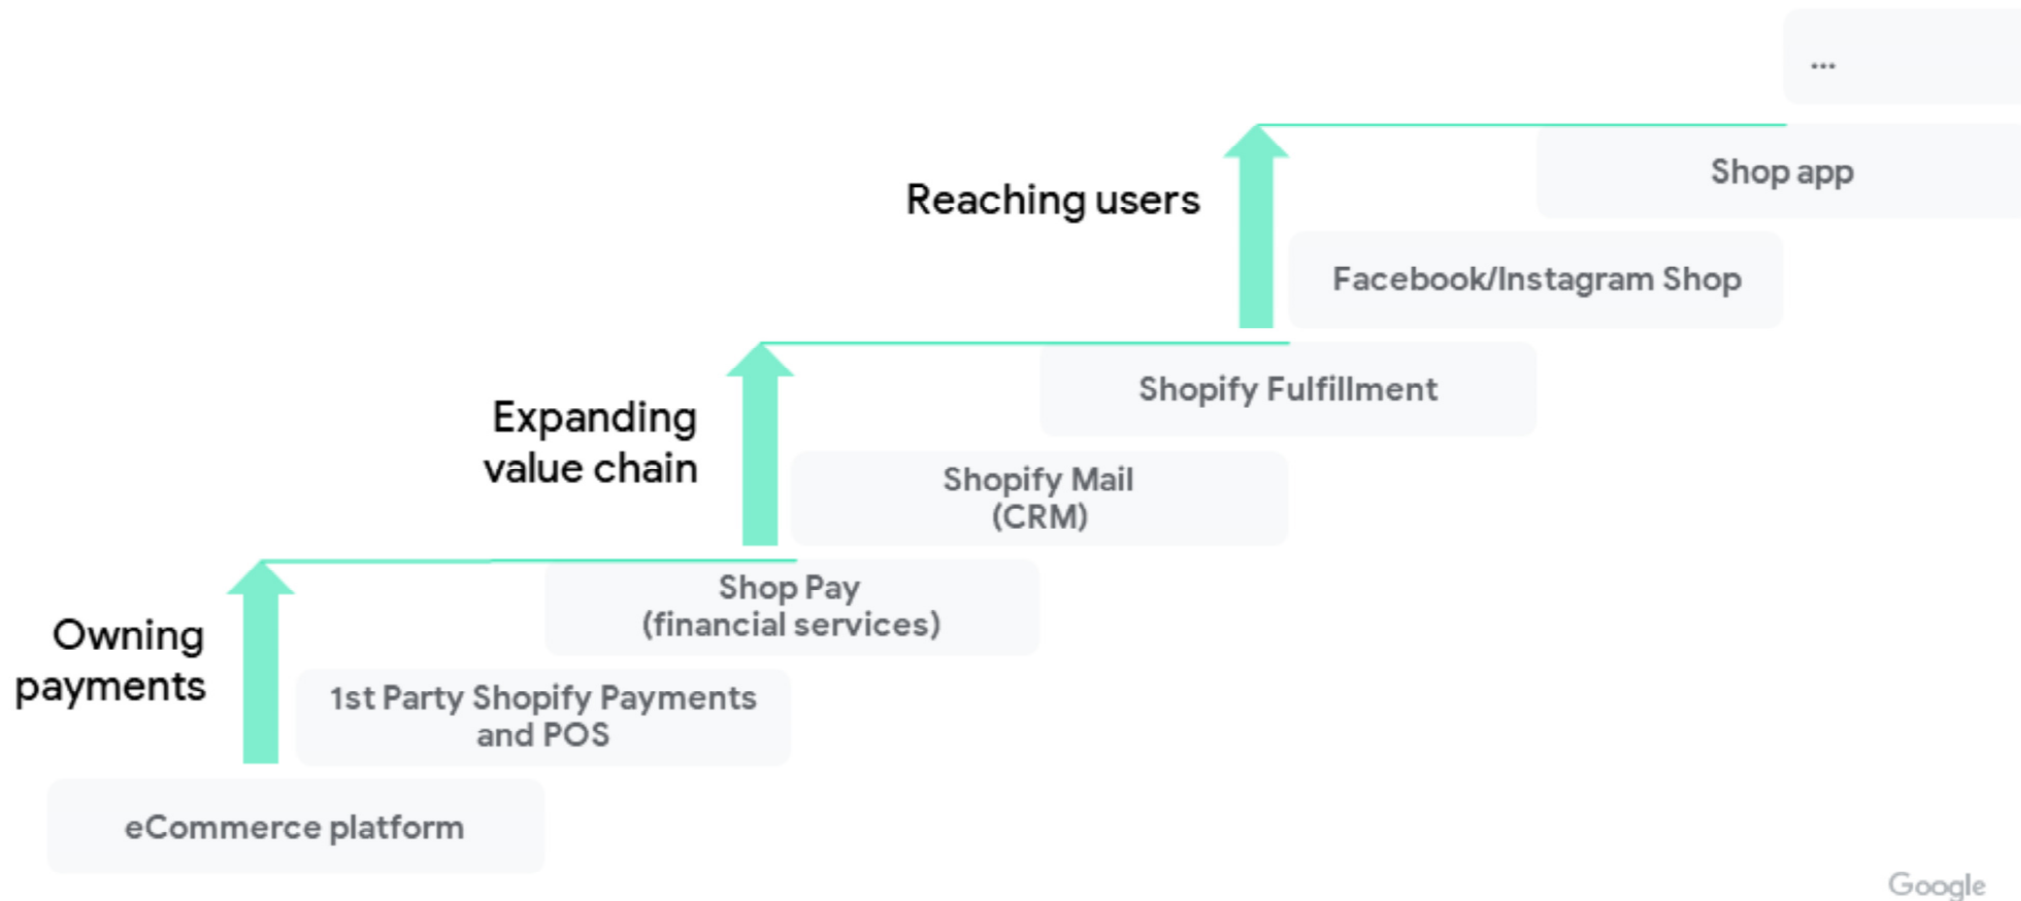 ...
Shop app
Reaching users
Facebook/Instagram Shop
Shopify Fulfillment
Expanding
value chain
Shopify Mail
(CRM)
Shop Pay
(financial services)
Owning
payments
1st Party Shopify Payments
and POS
eCommerce platform
Google